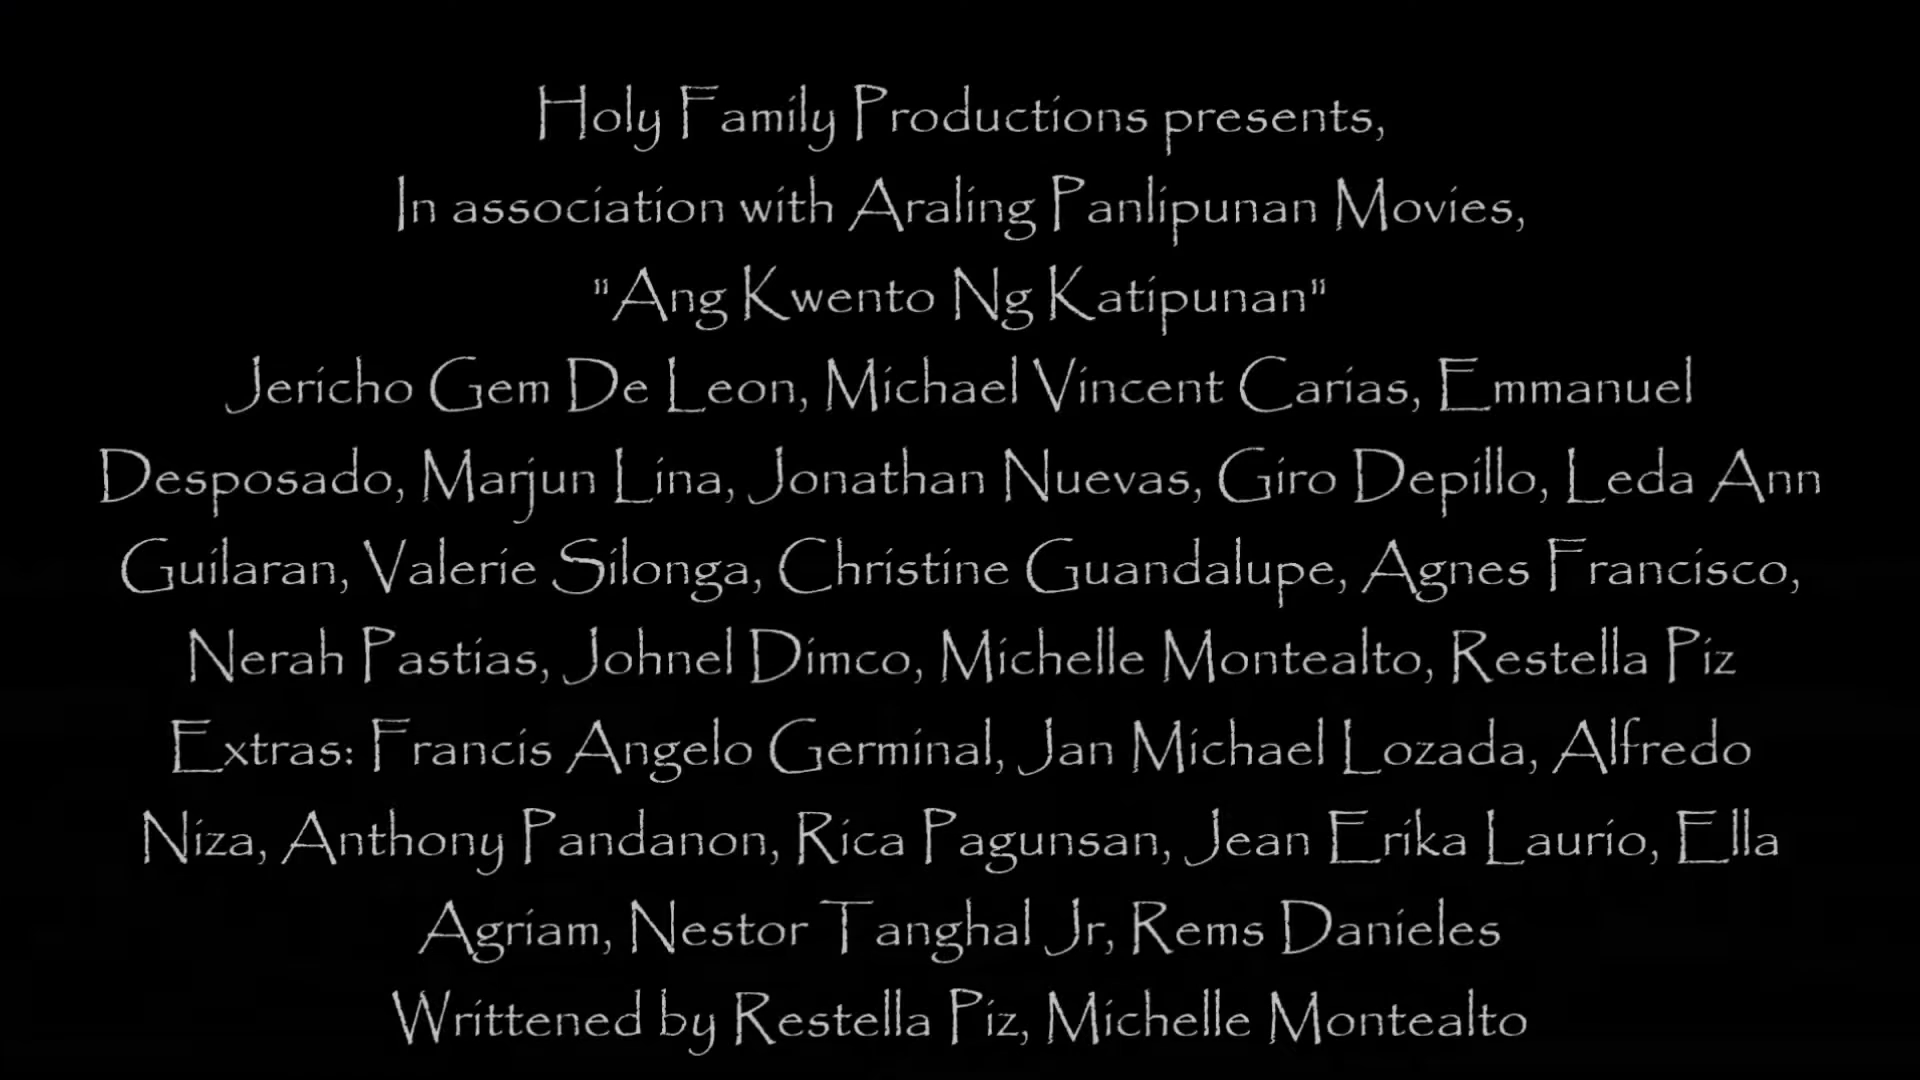 Holy Family Productions presents,
In association with Araling Panlipunan Movies,
"Ang Kwento Ng Katipunan"
Jericho Gem De Leon, Michael Vincent Carias, Emmanuel
Desposado, Marjun Lina, Jonathan Nuevas, Giro Depillo, Leda Ann
Guilaran, Valerie Silonga, Christine Guandalupe, Agnes Francisco,
Nerah Pastias, Johnel Dimco, Michelle Montealto, Restella Piz
Extras: Francis Angelo Germinal, Jan Michael Lozada, Alfredo
Niza, Anthony Pandanon, Rica Pagunsan, Jean Erika Laurio, Ella
Agriam, Nestor Tanghal Jr, Rems Danieles
Writtened by Restella Piz, Michelle Montealto